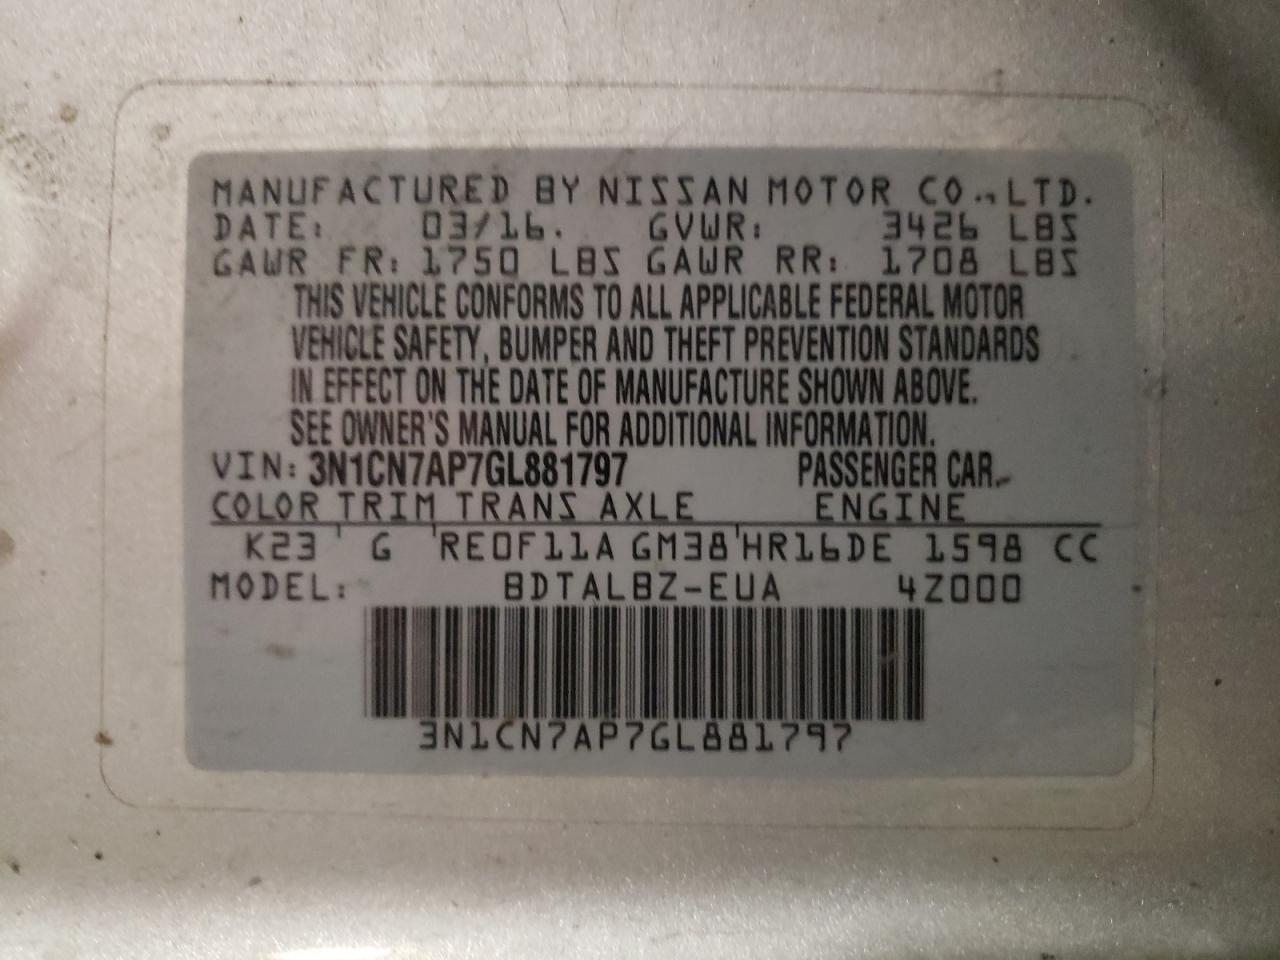 MANUFACTURED BY NISSAN MOTOR CO., LTD.
DATE: 03/16. GVWR: 3426 LBS
GAWR FR: 1750 LBS GAWR RR: 1708 LBS
THIS VEHICLE CONFORMS TO ALL APPLICABLE FEDERAL MOTOR
VEHICLE SAFETY, BUMPER AND THEFT PREVENTION STANDARDS
IN EFFECT ON THE DATE OF MANUFACTURE SHOWN ABOVE.
SEE OWNER'S MANUAL FOR ADDITIONAL INFORMATION.
VIN: 3N1CN7AP7GL881797 PASSENGER CAR.
COLOR TRIM TRANS AXLE ENGINE
K23 G RE0F11A GM38 HR16DE 1598 CC
MODEL: BDTALBZ-EUA 4Z000
3N1CN7AP7GL881797